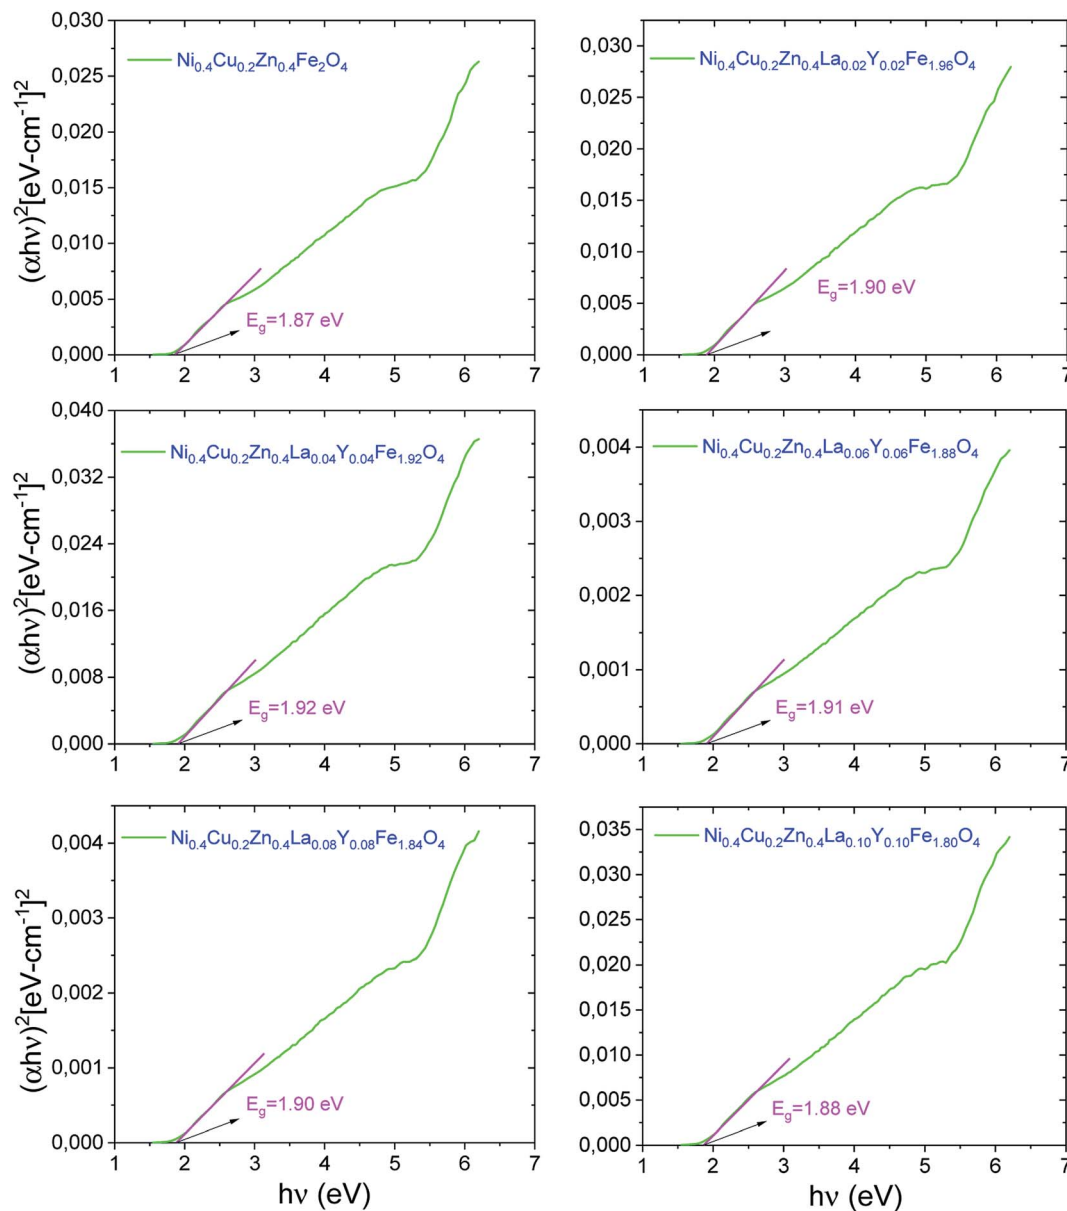 Ni0.4Cu0.2Zn0.4Fe2O4
(αhν)²[eV-cm⁻¹]²
0,030
0,025
0,020
0,015
0,010
0,005
0,000
Eg=1.87 eV
1 2 3 4 5 6 7
Ni0.4Cu0.2Zn0.4La0.02Y0.02Fe1.96O4
0,030
0,025
0,020
0,015
0,010
0,005
0,000
Eg=1.90 eV
1 2 3 4 5 6 7
Ni0.4Cu0.2Zn0.4La0.04Y0.04Fe1.92O4
(αhν)²[eV-cm⁻¹]²
0,040
0,032
0,024
0,016
0,008
0,000
Eg=1.92 eV
1 2 3 4 5 6 7
Ni0.4Cu0.2Zn0.4La0.06Y0.06Fe1.88O4
0,004
0,003
0,002
0,001
0,000
Eg=1.91 eV
1 2 3 4 5 6 7
Ni0.4Cu0.2Zn0.4La0.08Y0.08Fe1.84O4
(αhν)²[eV-cm⁻¹]²
0,004
0,003
0,002
0,001
0,000
Eg=1.90 eV
1 2 3 4 5 6 7
hν (eV)
Ni0.4Cu0.2Zn0.4La0.10Y0.10Fe1.80O4
0,035
0,030
0,025
0,020
0,015
0,010
0,005
0,000
Eg=1.88 eV
1 2 3 4 5 6 7
hν (eV)